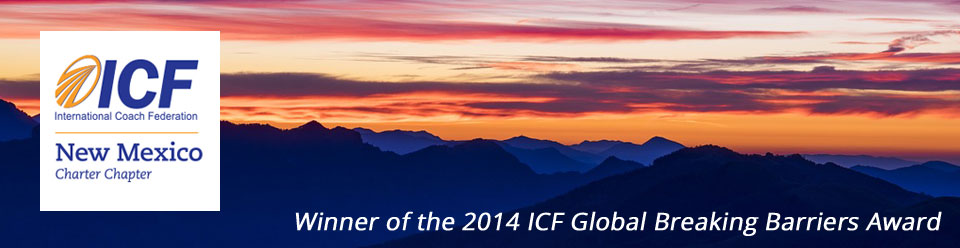 ICF
International Coach Federation
New Mexico
Charter Chapter
Winner of the 2014 ICF Global Breaking Barriers Award